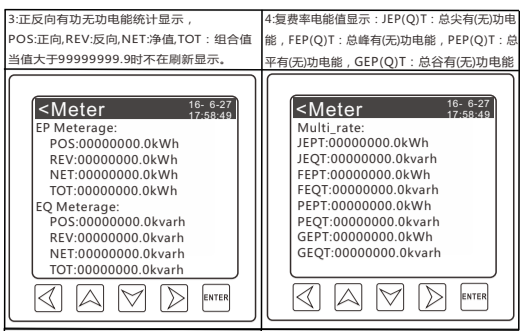 3:正反向有功无功电能统计显示，
POS:正向,REV:反向,NET:净值,TOT：组合值
当值大于99999999.9时不在刷新显示。
<Meter
16- 6-27
17:58:49
EP Meterage:
POS:00000000.0kWh
REV:00000000.0kWh
NET:00000000.0kWh
TOT:00000000.0kWh
EQ Meterage:
POS:00000000.0kvarh
REV:00000000.0kvarh
NET:00000000.0kvarh
TOT:00000000.0kvarh
ENTER
4:复费率电能值显示：JEP(Q)T：总尖有(无)功电
能，FEP(Q)T：总峰有(无)功电能，PEP(Q)T：总
平有(无)功电能，GEP(Q)T：总谷有(无)功电能
<Meter
16- 6-27
17:58:49
Multi_rate:
JEPT:00000000.0kWh
JEQT:00000000.0kvarh
FEPT:00000000.0kWh
FEQT:00000000.0kvarh
PEPT:00000000.0kWh
PEQT:00000000.0kvarh
GEPT:00000000.0kWh
GEQT:00000000.0kvarh
ENTER